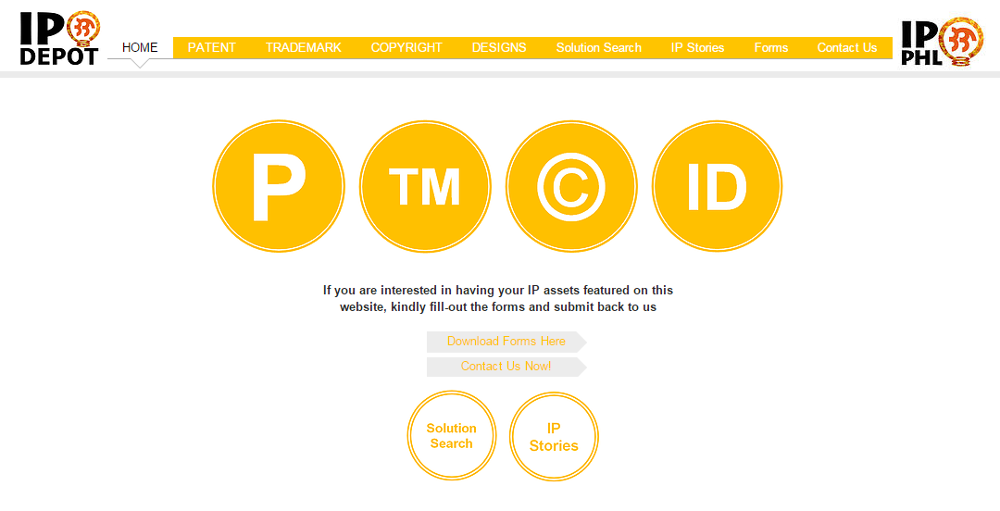 IP
DEPOT
HOME PATENT TRADEMARK COPYRIGHT DESIGNS Solution Search IP Stories Forms Contact Us
IP
PHL
P TM © ID
If you are interested in having your IP assets featured on this
website, kindly fill-out the forms and submit back to us
Download Forms Here
Contact Us Now!
Solution
Search
IP
Stories